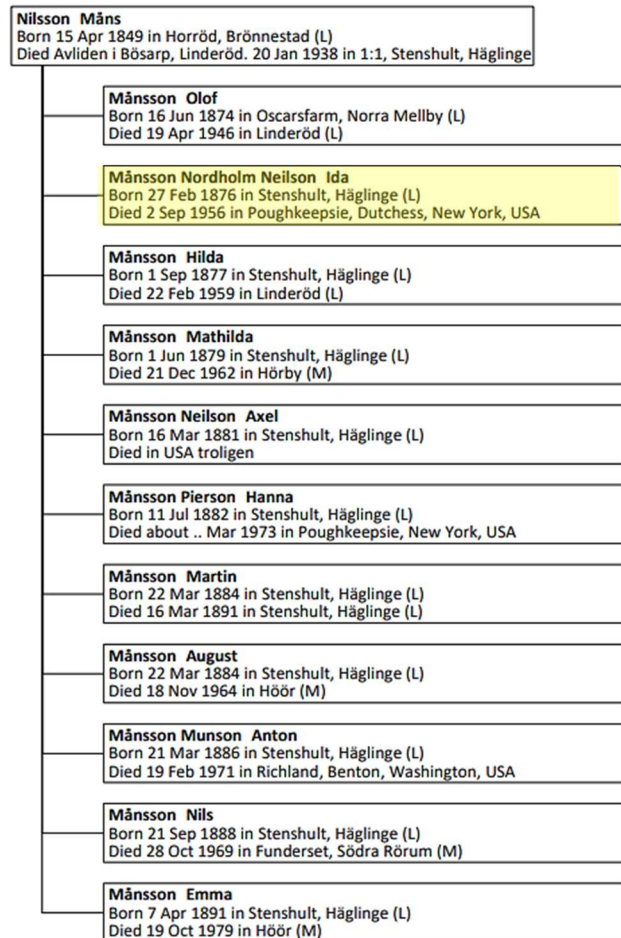 Nilsson Måns
Born 15 Apr 1849 in Horröd, Brönnestad (L)
Died Avliden i Bösarp, Linderöd. 20 Jan 1938 in 1:1, Stenshult, Häglinge
Månsson Olof
Born 16 Jun 1874 in Oscarsfarm, Norra Mellby (L)
Died 19 Apr 1946 in Linderöd (L)
Månsson Nordholm Neilson Ida
Born 27 Feb 1876 in Stenshult, Häglinge (L)
Died 2 Sep 1956 in Poughkeepsie, Dutchess, New York, USA
Månsson Hilda
Born 1 Sep 1877 in Stenshult, Häglinge (L)
Died 22 Feb 1959 in Linderöd (L)
Månsson Mathilda
Born 1 Jun 1879 in Stenshult, Häglinge (L)
Died 21 Dec 1962 in Hörby (M)
Månsson Neilson Axel
Born 16 Mar 1881 in Stenshult, Häglinge (L)
Died in USA troligen
Månsson Pierson Hanna
Born 11 Jul 1882 in Stenshult, Häglinge (L)
Died about .. Mar 1973 in Poughkeepsie, New York, USA
Månsson Martin
Born 22 Mar 1884 in Stenshult, Häglinge (L)
Died 16 Mar 1891 in Stenshult, Häglinge (L)
Månsson August
Born 22 Mar 1884 in Stenshult, Häglinge (L)
Died 18 Nov 1964 in Höör (M)
Månsson Munson Anton
Born 21 Mar 1886 in Stenshult, Häglinge (L)
Died 19 Feb 1971 in Richland, Benton, Washington, USA
Månsson Nils
Born 21 Sep 1888 in Stenshult, Häglinge (L)
Died 28 Oct 1969 in Funderset, Södra Rörum (M)
Månsson Emma
Born 7 Apr 1891 in Stenshult, Häglinge (L)
Died 19 Oct 1979 in Höör (M)